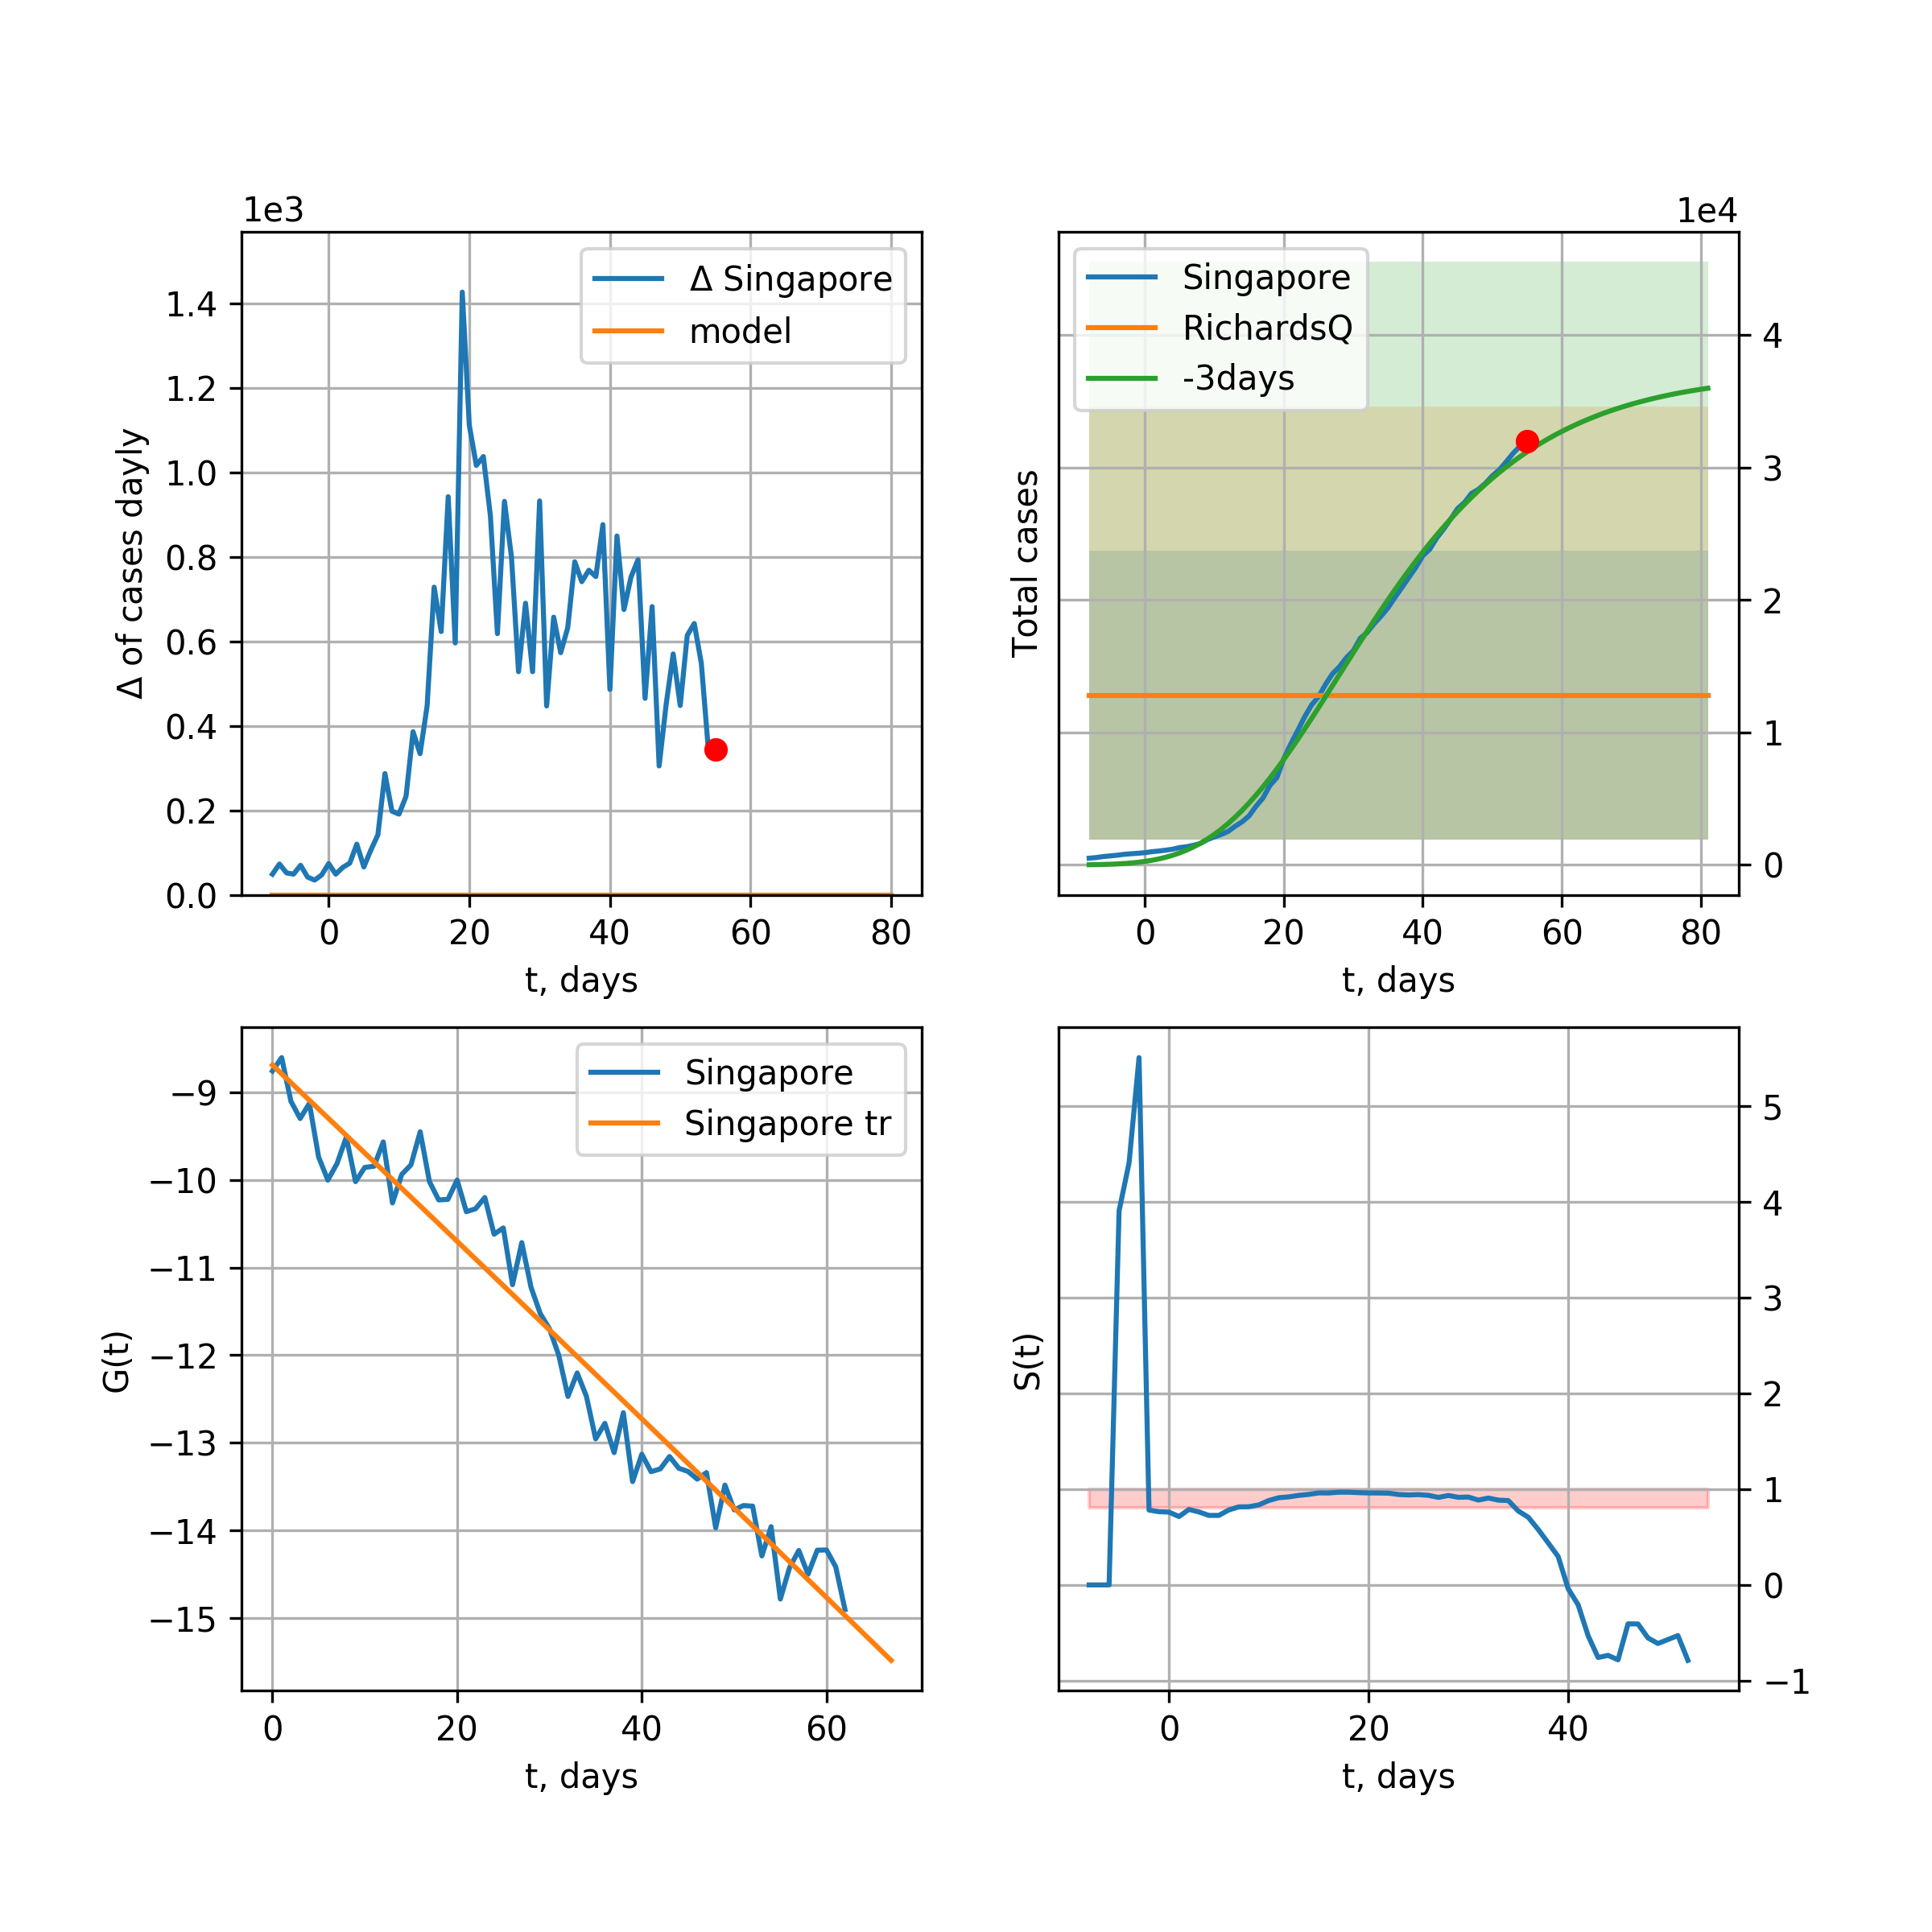 1e3
Δ of cases dayly
1.4
1.2
1.0
0.8
0.6
0.4
0.2
0.0
Δ Singapore
model
0 20 40 60 80
t, days
1e4
Total cases
Singapore
RichardsQ
-3days
4
3
2
1
0
0 20 40 60 80
t, days
G(t)
−9
−10
−11
−12
−13
−14
−15
Singapore
Singapore tr
0 20 40 60
t, days
S(t)
5
4
3
2
1
0
−1
0 20 40
t, days